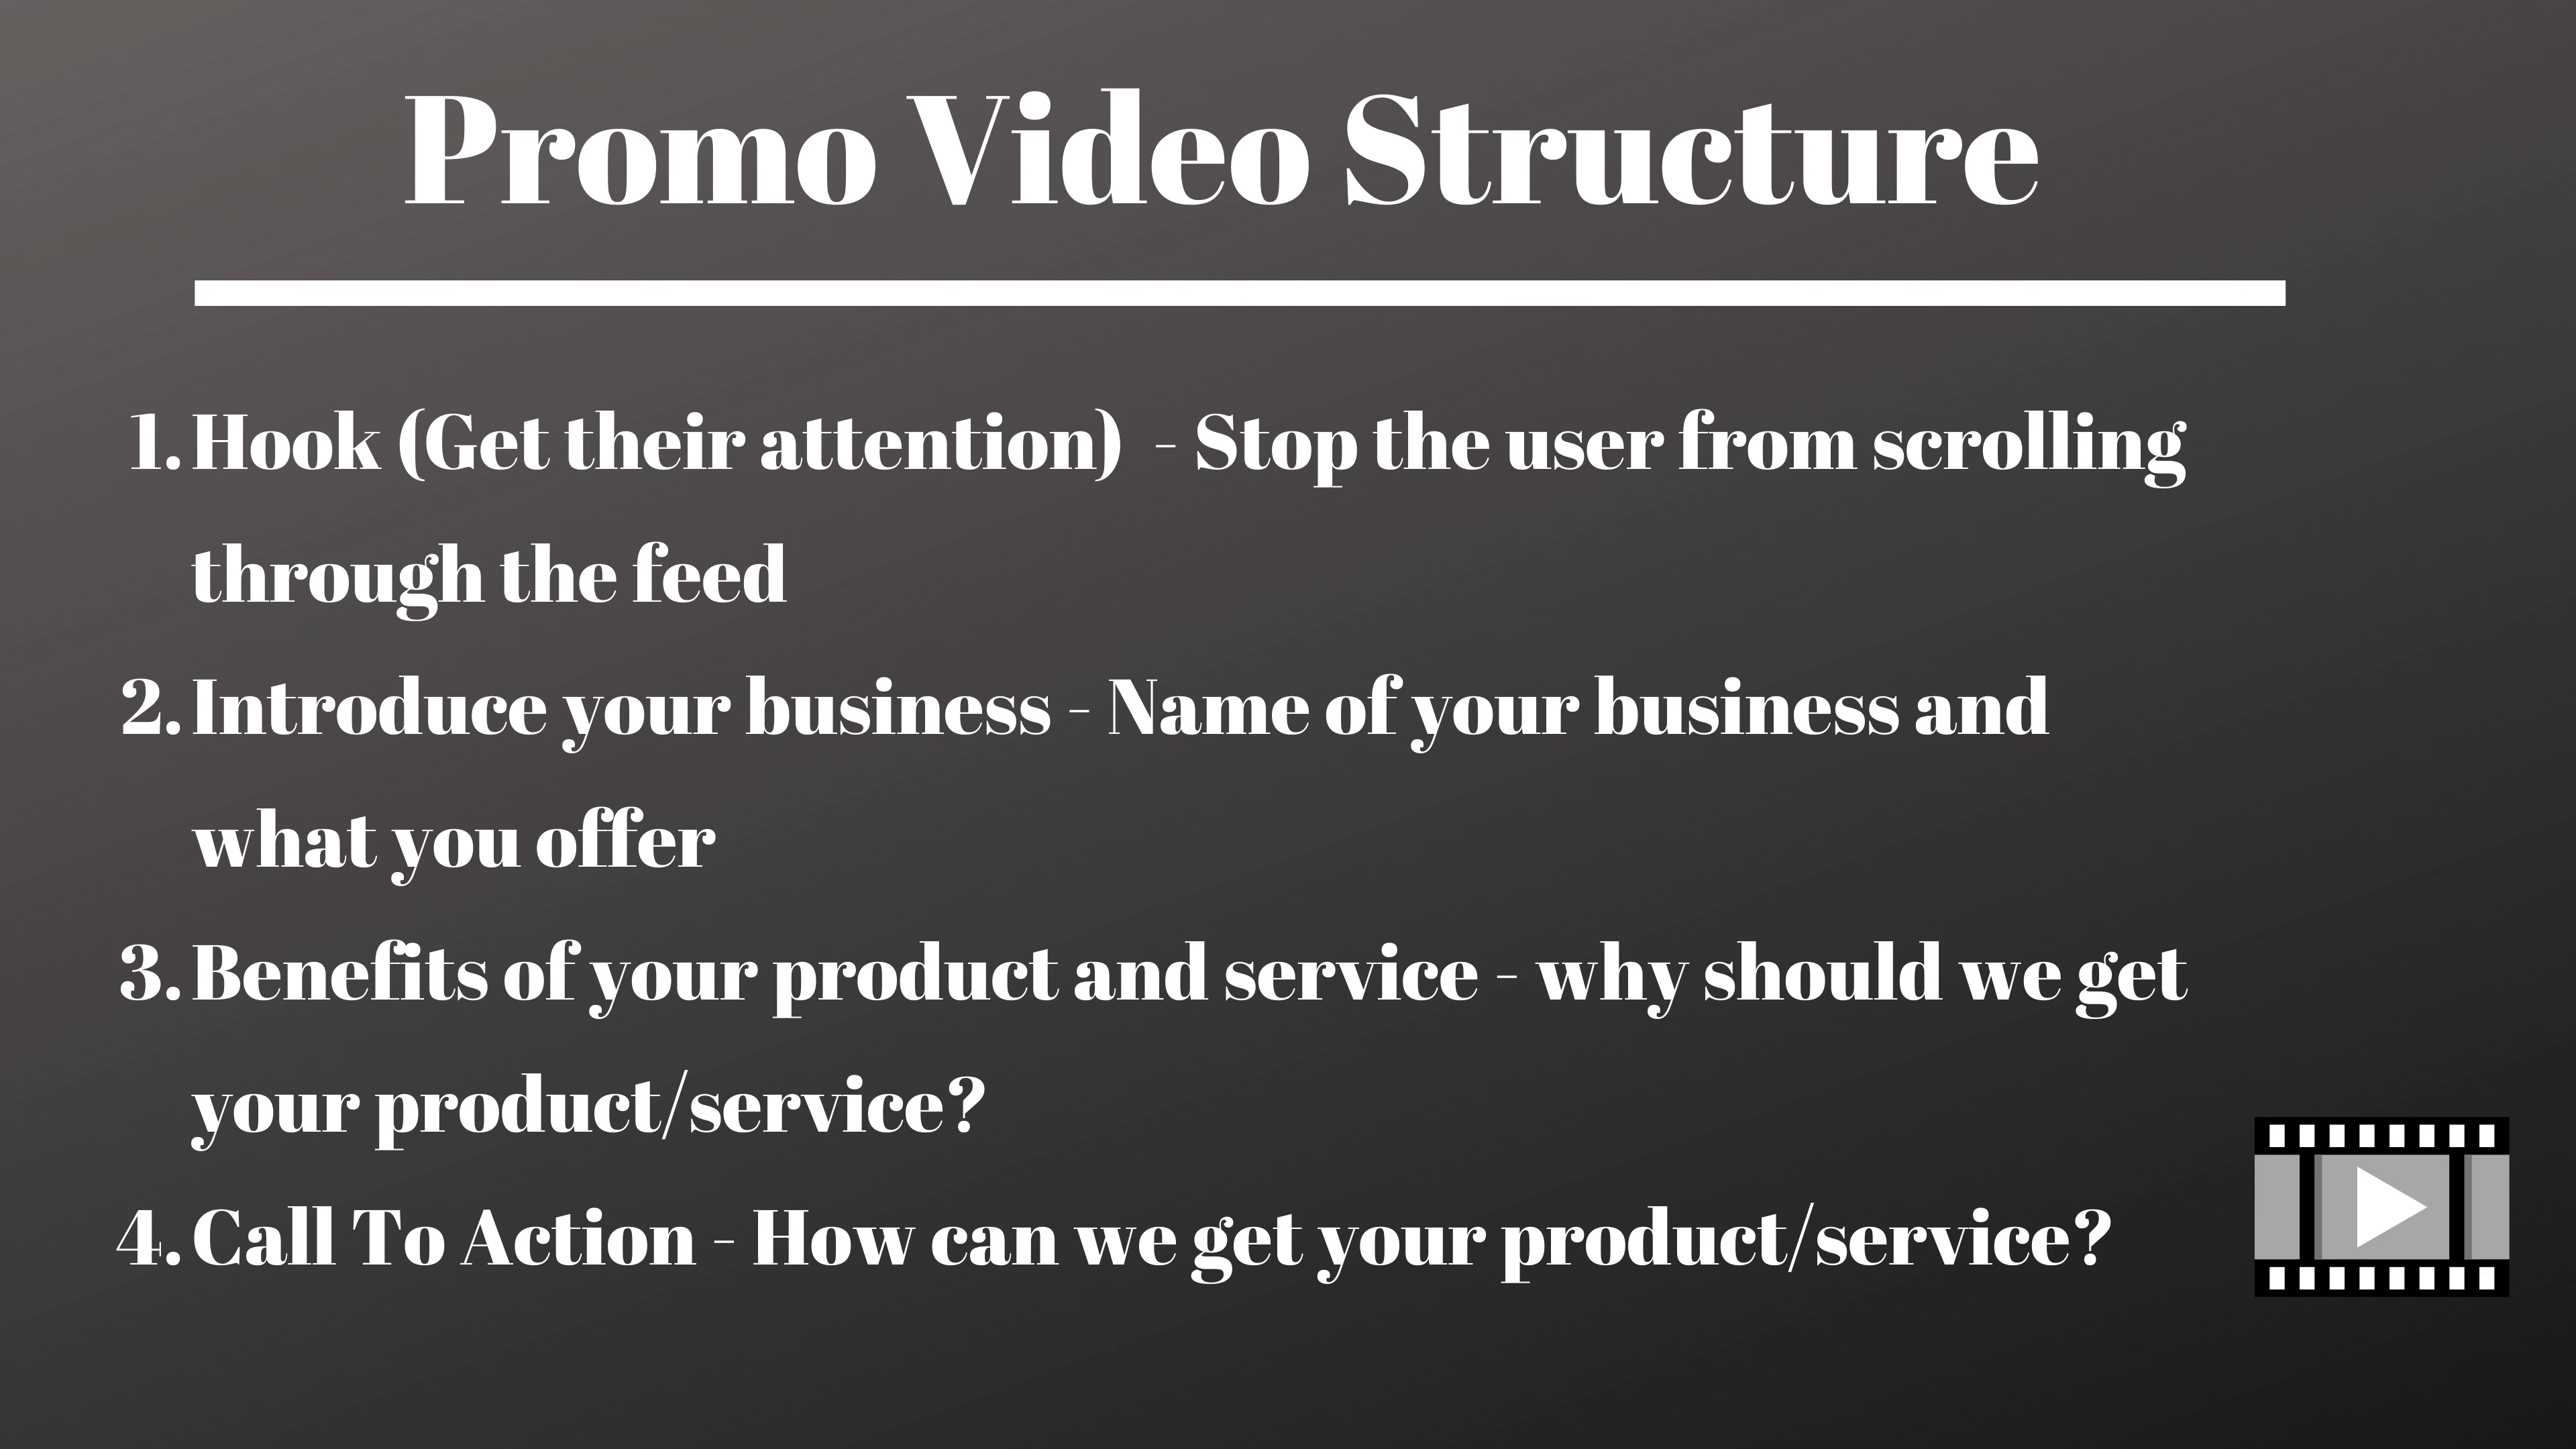 Promo Video Structure
1. Hook (Get their attention)  - Stop the user from scrolling
through the feed
2. Introduce your business - Name of your business and
what you offer
3. Benefits of your product and service - why should we get
your product/service?
4. Call To Action - How can we get your product/service?